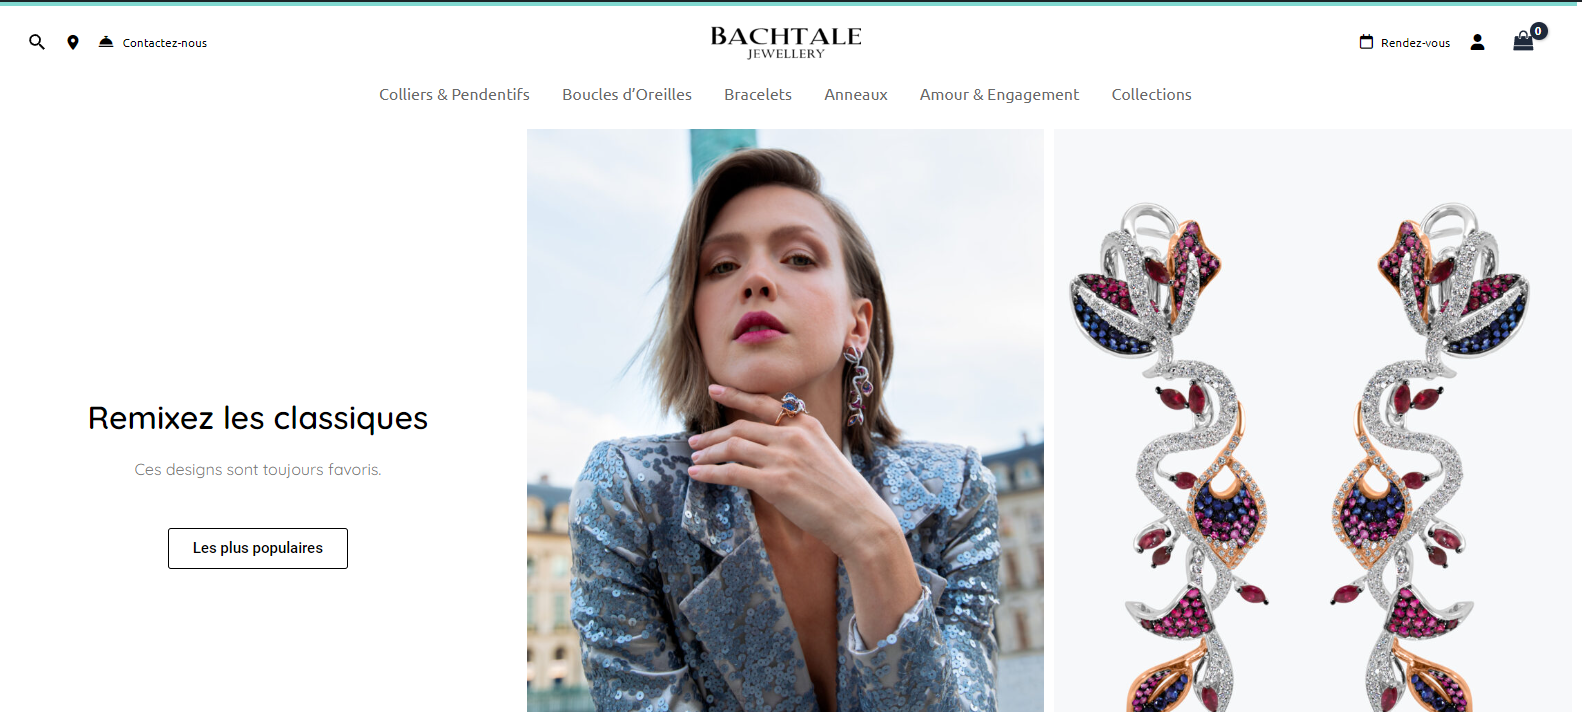 Contactez-nous
BACHTALE
JEWELLERY
Rendez-vous
0
Colliers & Pendentifs
Boucles d’Oreilles
Bracelets
Anneaux
Amour & Engagement
Collections
Remixez les classiques
Ces designs sont toujours favoris.
Les plus populaires